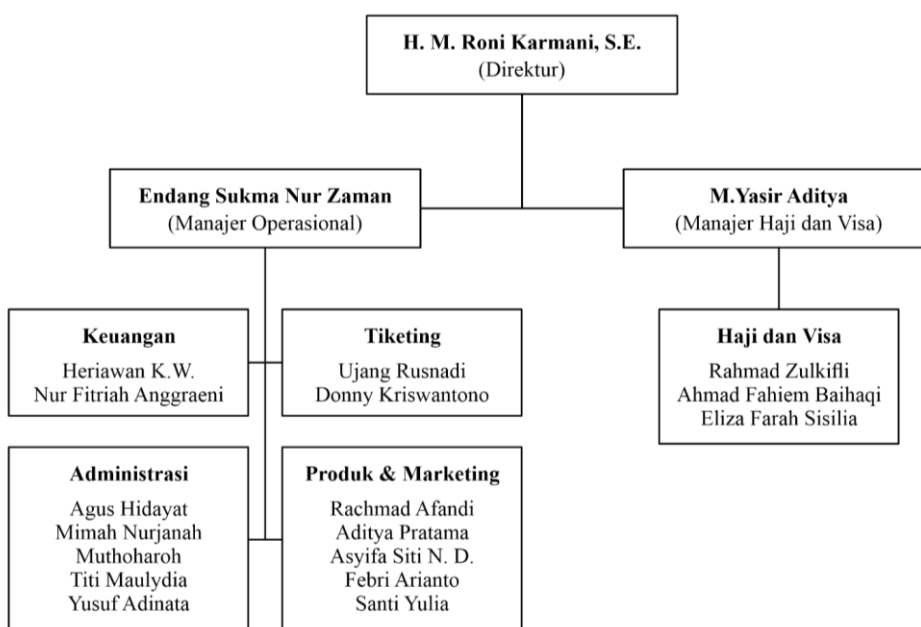 H. M. Roni Karmani, S.E.
(Direktur)
Endang Sukma Nur Zaman
(Manajer Operasional)
M.Yasir Aditya
(Manajer Haji dan Visa)
Keuangan
Heriawan K.W.
Nur Fitriah Anggraeni
Tiketing
Ujang Rusnadi
Donny Kriswantono
Haji dan Visa
Rahmad Zulkifli
Ahmad Fahiem Baihaqi
Eliza Farah Sisilia
Administrasi
Agus Hidayat
Mimah Nurjanah
Muthoharoh
Titi Maulydia
Yusuf Adinata
Produk & Marketing
Rachmad Afandi
Aditya Pratama
Asyifa Siti N. D.
Febri Arianto
Santi Yulia